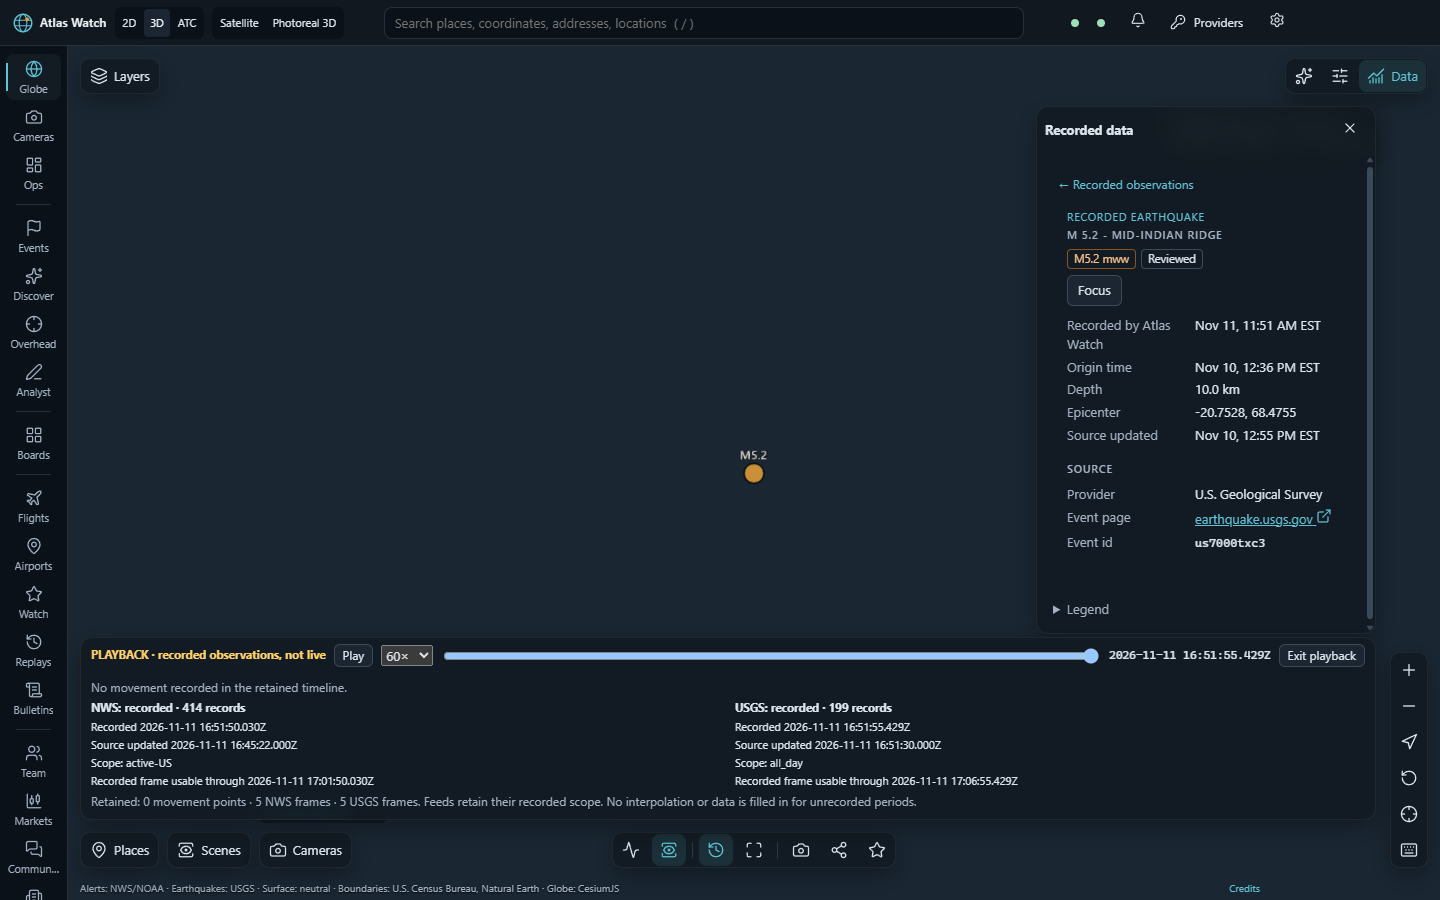 Atlas Watch
2D
3D
ATC
Satellite
Photoreal 3D
Search places, coordinates, addresses, locations ( / )
Providers
Globe
Cameras
Ops
Events
Discover
Overhead
Analyst
Boards
Flights
Airports
Watch
Replays
Bulletins
Team
Markets
Commun...
Layers
Data
Recorded data
← Recorded observations
RECORDED EARTHQUAKE
M 5.2 - MID-INDIAN RIDGE
M5.2 mww
Reviewed
Focus
Recorded by Atlas Watch Nov 11, 11:51 AM EST
Origin time Nov 10, 12:36 PM EST
Depth 10.0 km
Epicenter -20.7528, 68.4755
Source updated Nov 10, 12:55 PM EST
SOURCE
Provider U.S. Geological Survey
Event page earthquake.usgs.gov
Event id us7000txc3
Legend
M5.2
PLAYBACK · recorded observations, not live
Play
60×
2026-11-11 16:51:55.429Z
Exit playback
No movement recorded in the retained timeline.
NWS: recorded · 414 records
Recorded 2026-11-11 16:51:50.030Z
Source updated 2026-11-11 16:45:22.000Z
Scope: active-US
Recorded frame usable through 2026-11-11 17:01:50.030Z
USGS: recorded · 199 records
Recorded 2026-11-11 16:51:55.429Z
Source updated 2026-11-11 16:51:30.000Z
Scope: all_day
Recorded frame usable through 2026-11-11 17:06:55.429Z
Retained: 0 movement points · 5 NWS frames · 5 USGS frames. Feeds retain their recorded scope. No interpolation or data is filled in for unrecorded periods.
Places
Scenes
Cameras
Alerts: NWS/NOAA · Earthquakes: USGS · Surface: neutral · Boundaries: U.S. Census Bureau, Natural Earth · Globe: CesiumJS
Credits